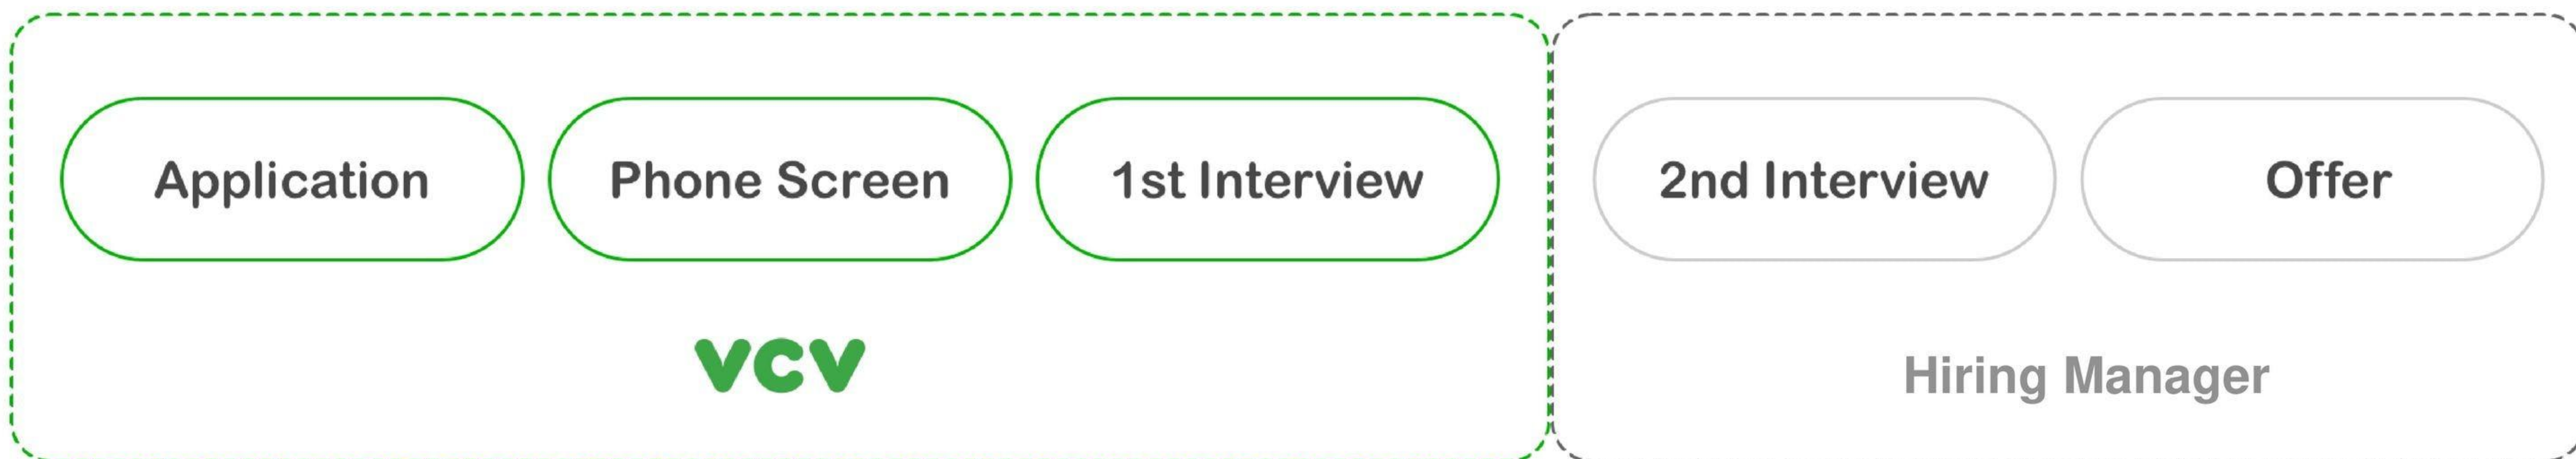 Application
Phone Screen
1st Interview
2nd Interview
Offer
vcv
Hiring Manager